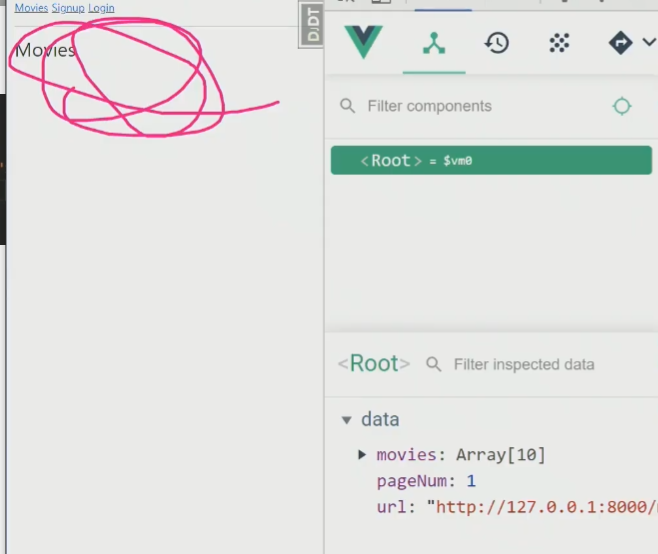 Movies Signup Login
DJDT
Movies
Filter components
<Root> = $vm0
<Root> Filter inspected data
data
movies: Array[10]
pageNum: 1
url: "http://127.0.0.1:8000/